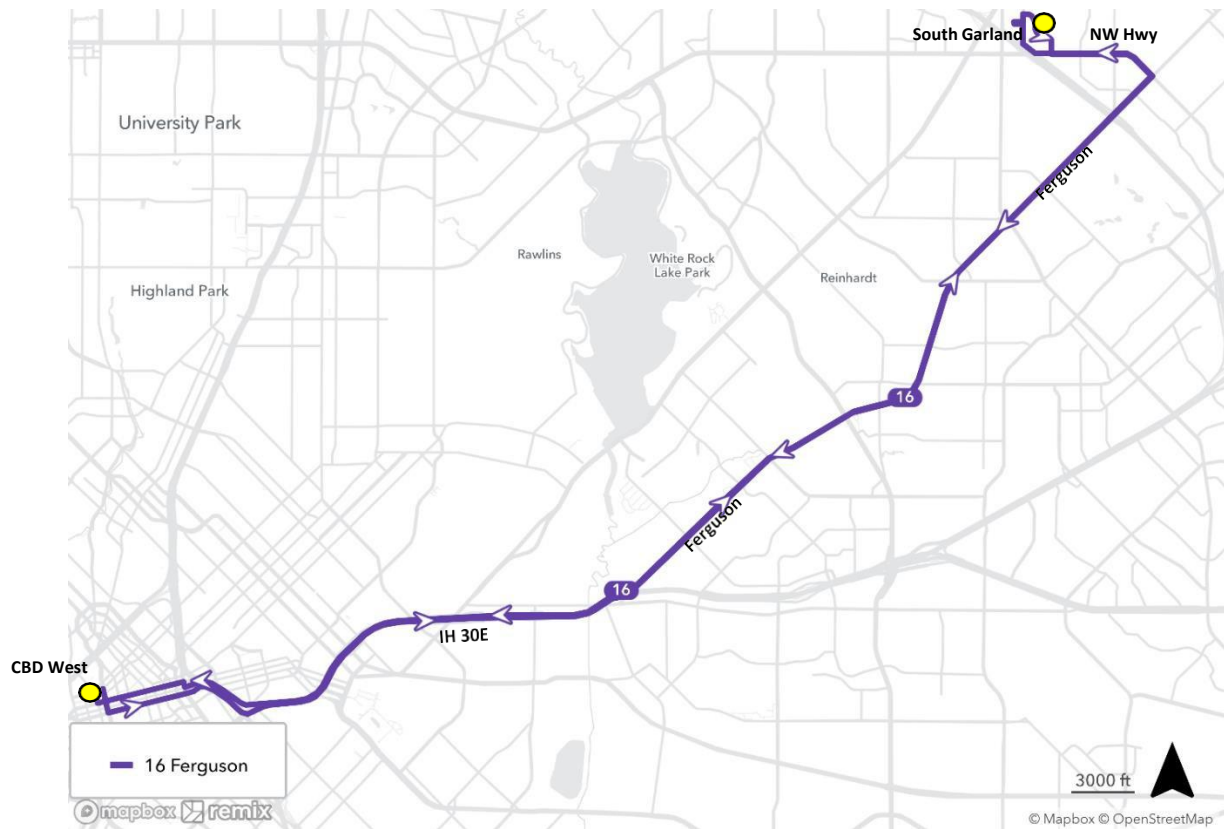 South Garland
NW Hwy
University Park
Ferguson
Rawlins
White Rock
Lake Park
Reinhardt
Highland Park
16
Ferguson
16
IH 30E
CBD West
16 Ferguson
3000 ft
mapbox remix
© Mapbox © OpenStreetMap